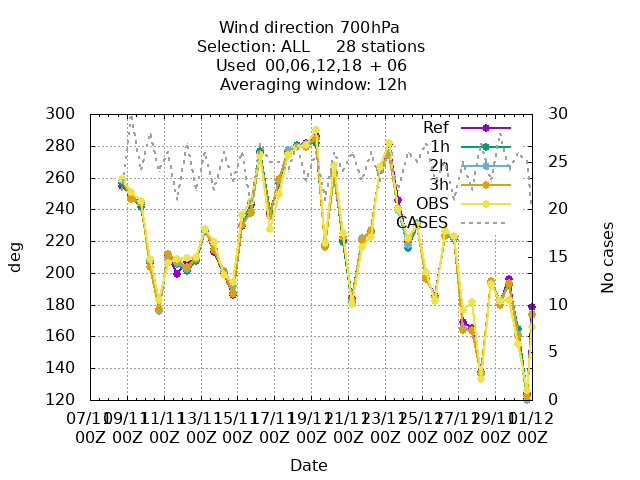 Wind direction 700hPa
Selection: ALL 28 stations
Used 00,06,12,18 + 06
Averaging window: 12h
300 30
280
260 25
240
220 20
200 15
180 10
160
140 5
120 0
deg
No cases
Ref
1h
2h
3h
OBS
CASES
07/11 09/11 11/11 13/11 15/11 17/11 19/11 21/11 23/11 25/11 27/11 29/11 01/12
00Z 00Z 00Z 00Z 00Z 00Z 00Z 00Z 00Z 00Z 00Z 00Z 00Z
Date